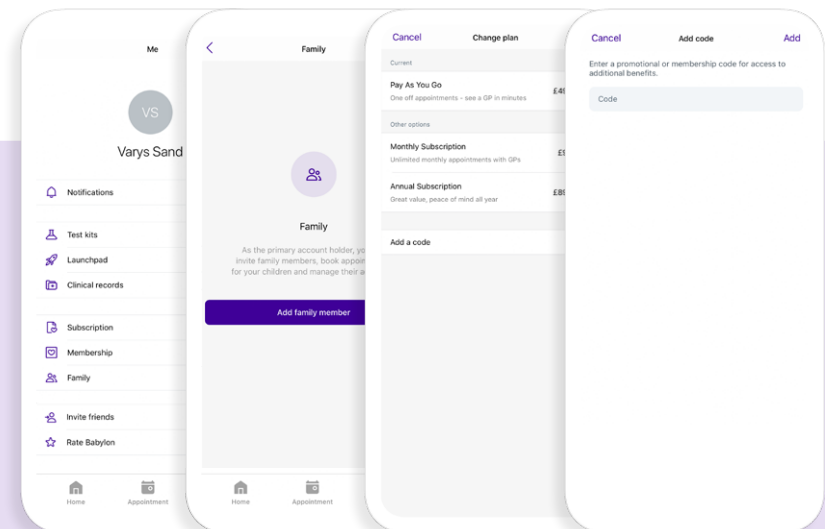 Me
VS
Varys Sand
Notifications
Test kits
Launchpad
Clinical records
Subscription
Membership
Family
Invite friends
Rate Babylon
Home
Appointment
Family
Family
As the primary account holder,
invite family members, book
for your children and manage their
Add family member
Home
Appointment
Cancel
Change plan
Current
Pay As You Go
One off appointments - see a GP in minutes
Other options
Monthly Subscription
Unlimited monthly appointments with GPs
Annual Subscription
Great value, peace of mind all year
Add a code
Cancel
Add code
Add
Enter a promotional or membership code for access to
additional benefits.
Code